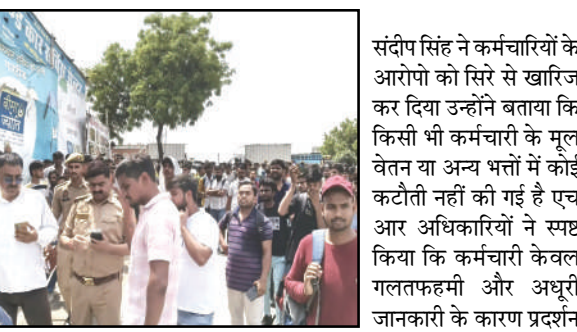 बीमा
ज्योति
संदीप सिंह ने कर्मचारियों के
आरोपो को सिरे से खारिज
कर दिया उन्होंने बताया कि
किसी भी कर्मचारी के मूल
वेतन या अन्य भत्तों में कोई
कटौती नहीं की गई है एच
आर अधिकारियों ने स्पष्ट
किया कि कर्मचारी केवल
गलतफहमी और अधूरी
जानकारी के कारण प्रदर्शन